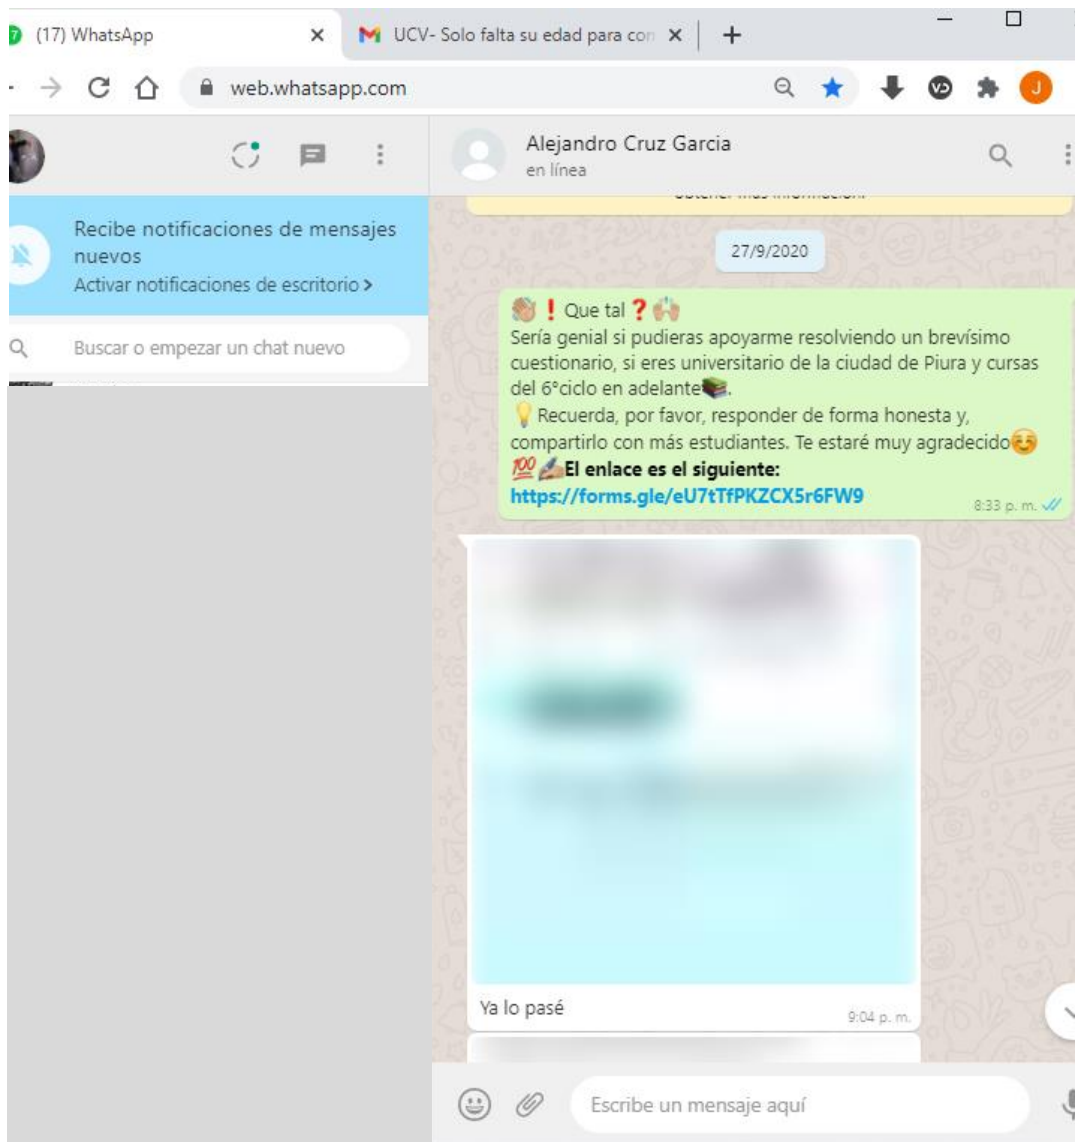 (17) WhatsApp
UCV- Solo falta su edad para con
web.whatsapp.com
J
Alejandro Cruz Garcia
en línea
Recibe notificaciones de mensajes
nuevos
Activar notificaciones de escritorio >
Buscar o empezar un chat nuevo
27/9/2020
👋🏼❗ Que tal❓🙌🏼
Sería genial si pudieras apoyarme resolviendo un brevísimo
cuestionario, si eres universitario de la ciudad de Piura y cursas
del 6°ciclo en adelante📚.
💡Recuerda, por favor, responder de forma honesta y,
compartirlo con más estudiantes. Te estaré muy agradecido☺️
💯✍🏼El enlace es el siguiente:
https://forms.gle/eU7tTfPKZCX5r6FW9
8:33 p. m.
Ya lo pasé
9:04 p. m.
Escribe un mensaje aquí